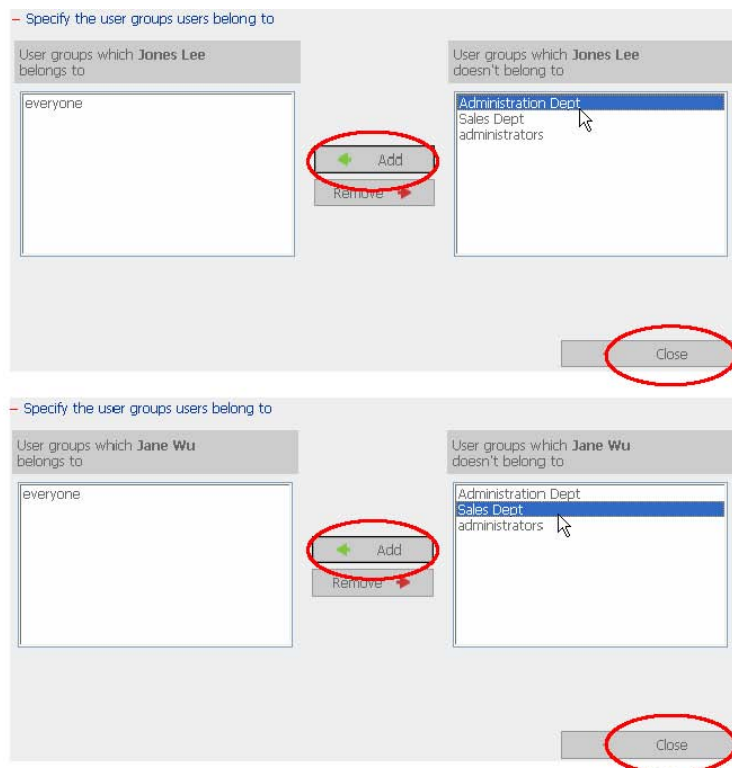 – Specify the user groups users belong to
User groups which Jones Lee
belongs to
User groups which Jones Lee
doesn't belong to
everyone
Administration Dept
Sales Dept
administrators
Add
Remove
Close
– Specify the user groups users belong to
User groups which Jane Wu
belongs to
User groups which Jane Wu
doesn't belong to
everyone
Administration Dept
Sales Dept
administrators
Add
Remove
Close